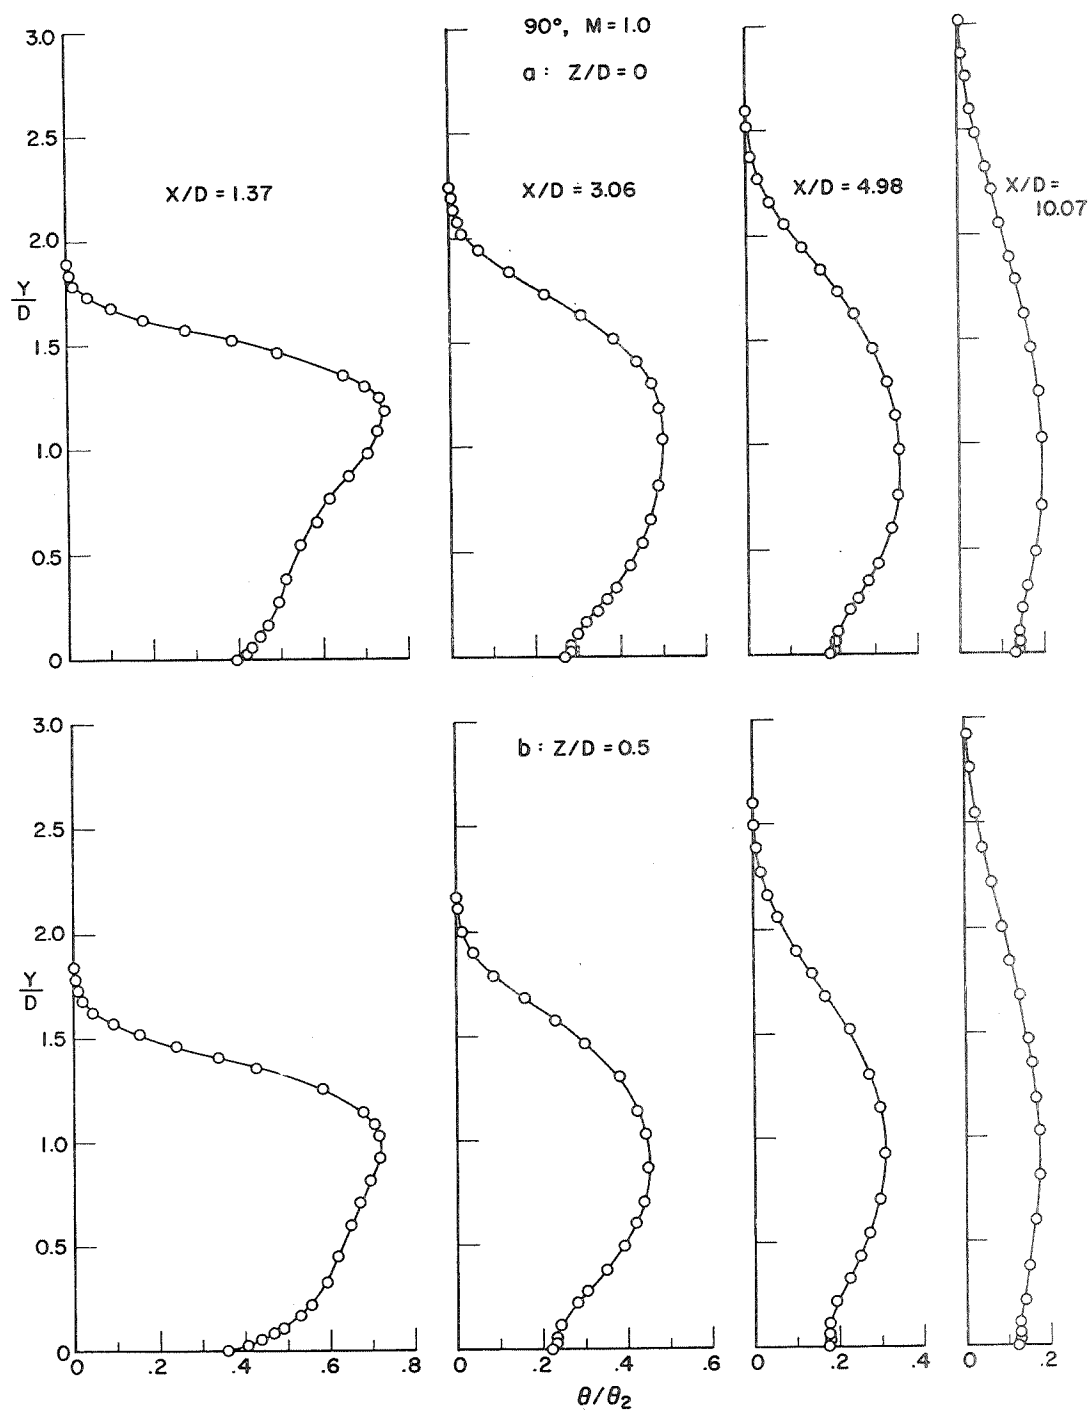 90°, M = 1.0
a: Z/D = 0
3.0
2.5
2.0
1.5
1.0
0.5
0
Y
D
X/D = 1.37
X/D = 3.06
X/D = 4.98
X/D =
10.07
b: Z/D = 0.5
3.0
2.5
2.0
1.5
1.0
0.5
0
Y
D
0 .2 .4 .6 .8
0 .2 .4 .6
0 .2 .4
0 .2
θ/θ2